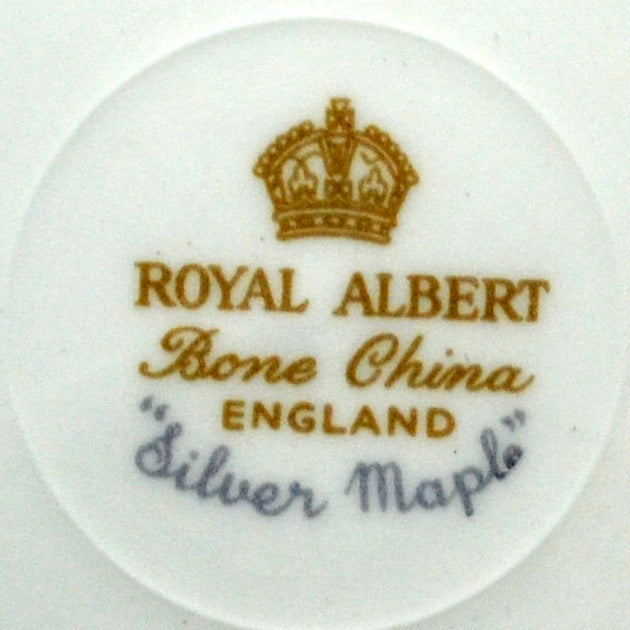 ROYAL ALBERT
Bone China
ENGLAND
"Silver Maple"